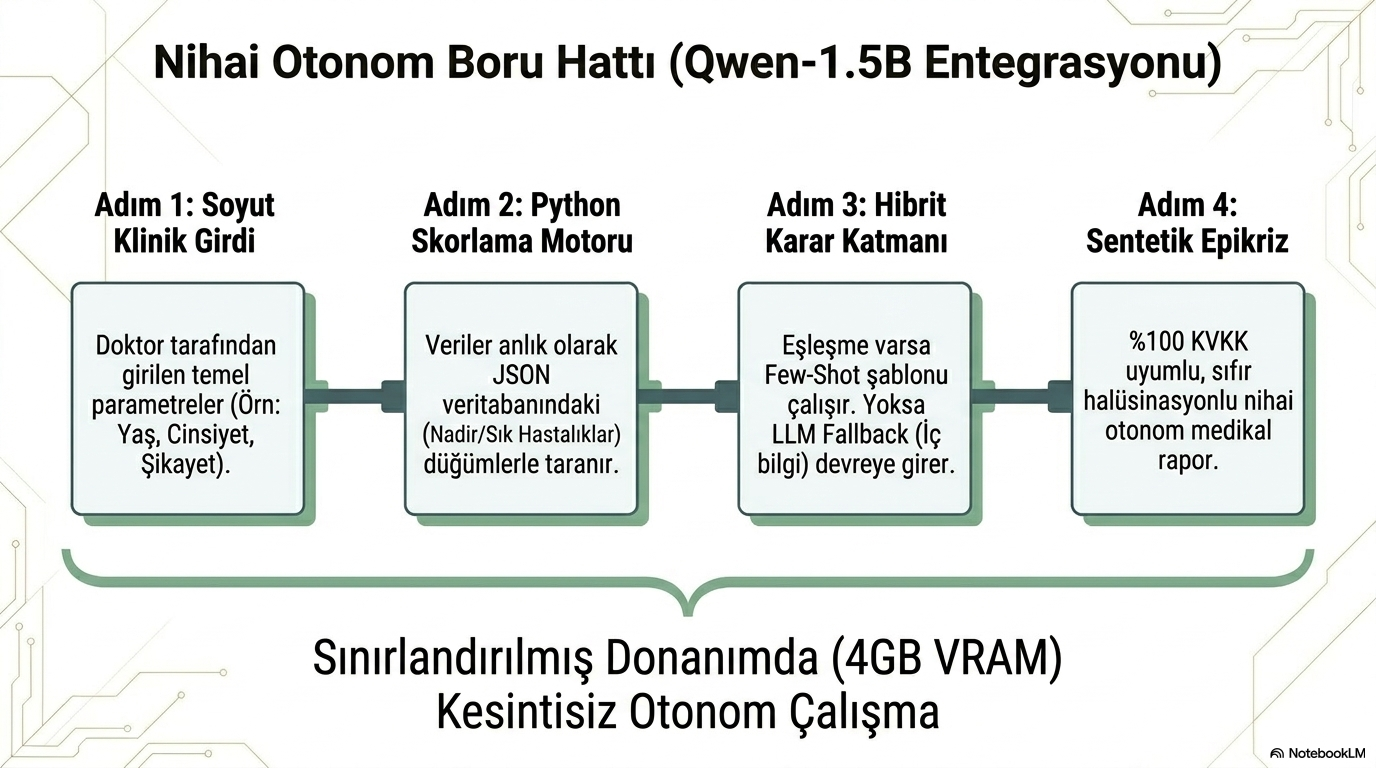 Nihai Otonom Boru Hattı (Qwen-1.5B Entegrasyonu)
Adım 1: Soyut
Klinik Girdi
Doktor tarafından
girilen temel
parametreler (Örn:
Yaş, Cinsiyet,
Şikayet).
Adım 2: Python
Skorlama Motoru
Veriler anlık olarak
JSON
veritabanındaki
(Nadir/Sık Hastalıklar)
düğümlerle taranır.
Adım 3: Hibrit
Karar Katmanı
Eşleşme varsa
Few-Shot şablonu
çalışır. Yoksa
LLM Fallback (İç
bilgi) devreye girer.
Adım 4:
Sentetik Epikriz
%100 KVKK
uyumlu, sıfır
halüsinasyonlu nihai
otonom medikal
rapor.
Sınırlandırılmış Donanımda (4GB VRAM)
Kesintisiz Otonom Çalışma
NotebookLM